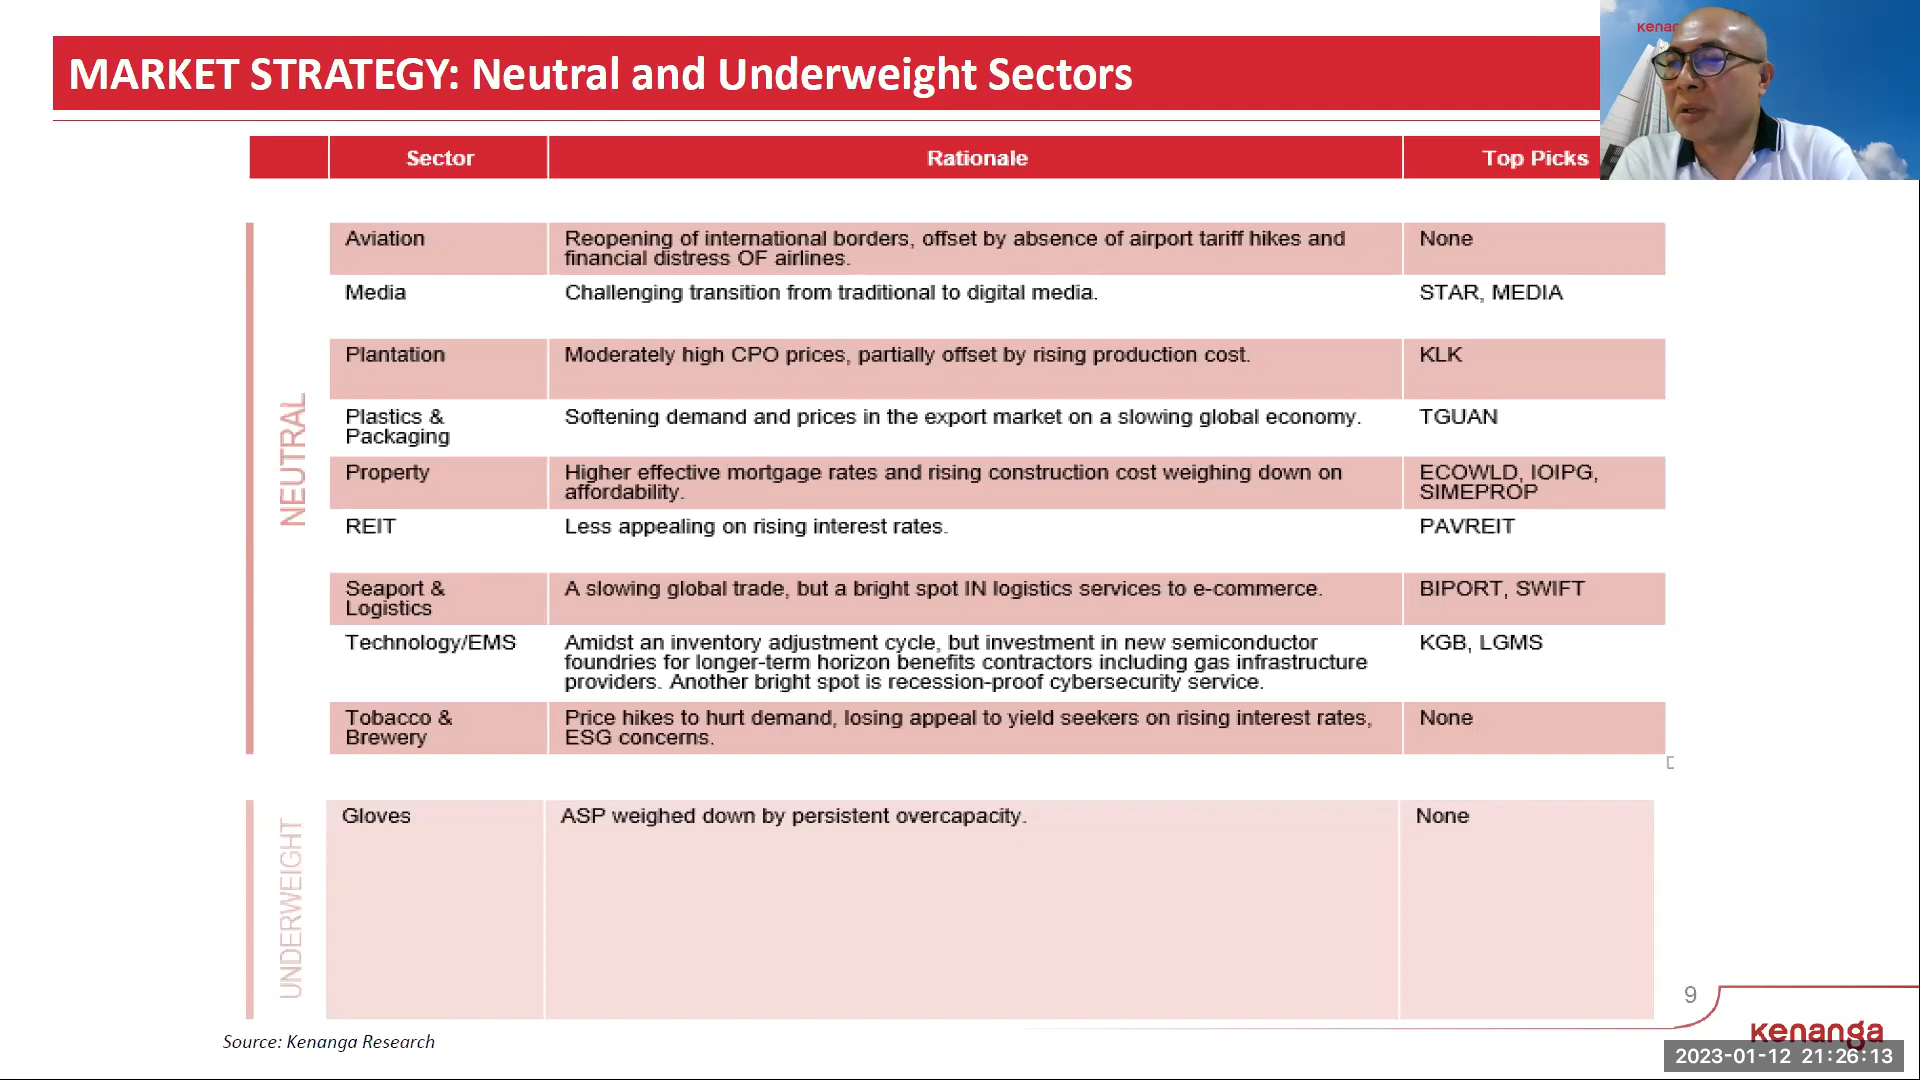 MARKET STRATEGY: Neutral and Underweight Sectors
Sector Rationale Top Picks
NEUTRAL
Aviation
Reopening of international borders, offset by absence of airport tariff hikes and
financial distress OF airlines.
None
Media
Challenging transition from traditional to digital media.
STAR, MEDIA
Plantation
Moderately high CPO prices, partially offset by rising production cost.
KLK
Plastics &
Packaging
Softening demand and prices in the export market on a slowing global economy.
TGUAN
Property
Higher effective mortgage rates and rising construction cost weighing down on
affordability.
ECOWLD, IOIPG,
SIMEPROP
REIT
Less appealing on rising interest rates.
PAVREIT
Seaport &
Logistics
A slowing global trade, but a bright spot IN logistics services to e-commerce.
BIPORT, SWIFT
Technology/EMS
Amidst an inventory adjustment cycle, but investment in new semiconductor
foundries for longer-term horizon benefits contractors including gas infrastructure
providers. Another bright spot is recession-proof cybersecurity service.
KGB, LGMS
Tobacco &
Brewery
Price hikes to hurt demand, losing appeal to yield seekers on rising interest rates,
ESG concerns.
None
UNDERWEIGHT
Gloves
ASP weighed down by persistent overcapacity.
None
9
Source: Kenanga Research
kenanga
2023-01-12 21:26:13